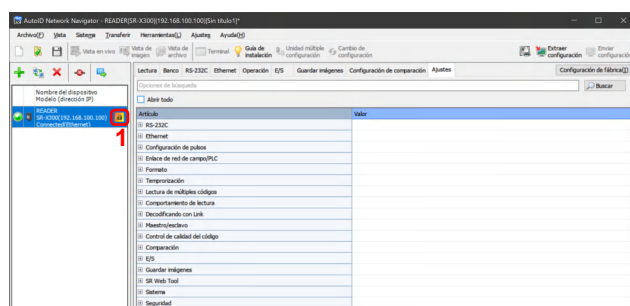 AutoID Network Navigator - READER[SR-X300](192.168.100.100)[Sin título1]*
Archivo(F) Vista Sistema Transferir Herramientas(L) Ajustes Ayuda(H)
Vista en vivo Vista de imagen Vista de archivo Terminal Guía de instalación Unidad múltiple configuración Cambio de configuración Extraer configuración Enviar configuración
Lectura Banco RS-232C Ethernet Operación E/S Guardar imágenes Configuración de comparación Ajustes Configuración de fábrica(T)
Opciones de búsqueda Buscar
Nombre del dispositivo
Modelo (dirección IP)
Abrir todo
READER
SR-X300(192.168.100.100)
Connected(Ethernet)
1
Artículo Valor
RS-232C
Ethernet
Configuración de pulsos
Enlace de red de campo/PLC
Formato
Temprorización
Lectura de múltiples códigos
Comportamiento de lectura
Decodificando con Link
Maestro/esclavo
Control de calidad del código
Comparación
E/S
Guardar imágenes
SR Web Tool
Sistema
Seguridad